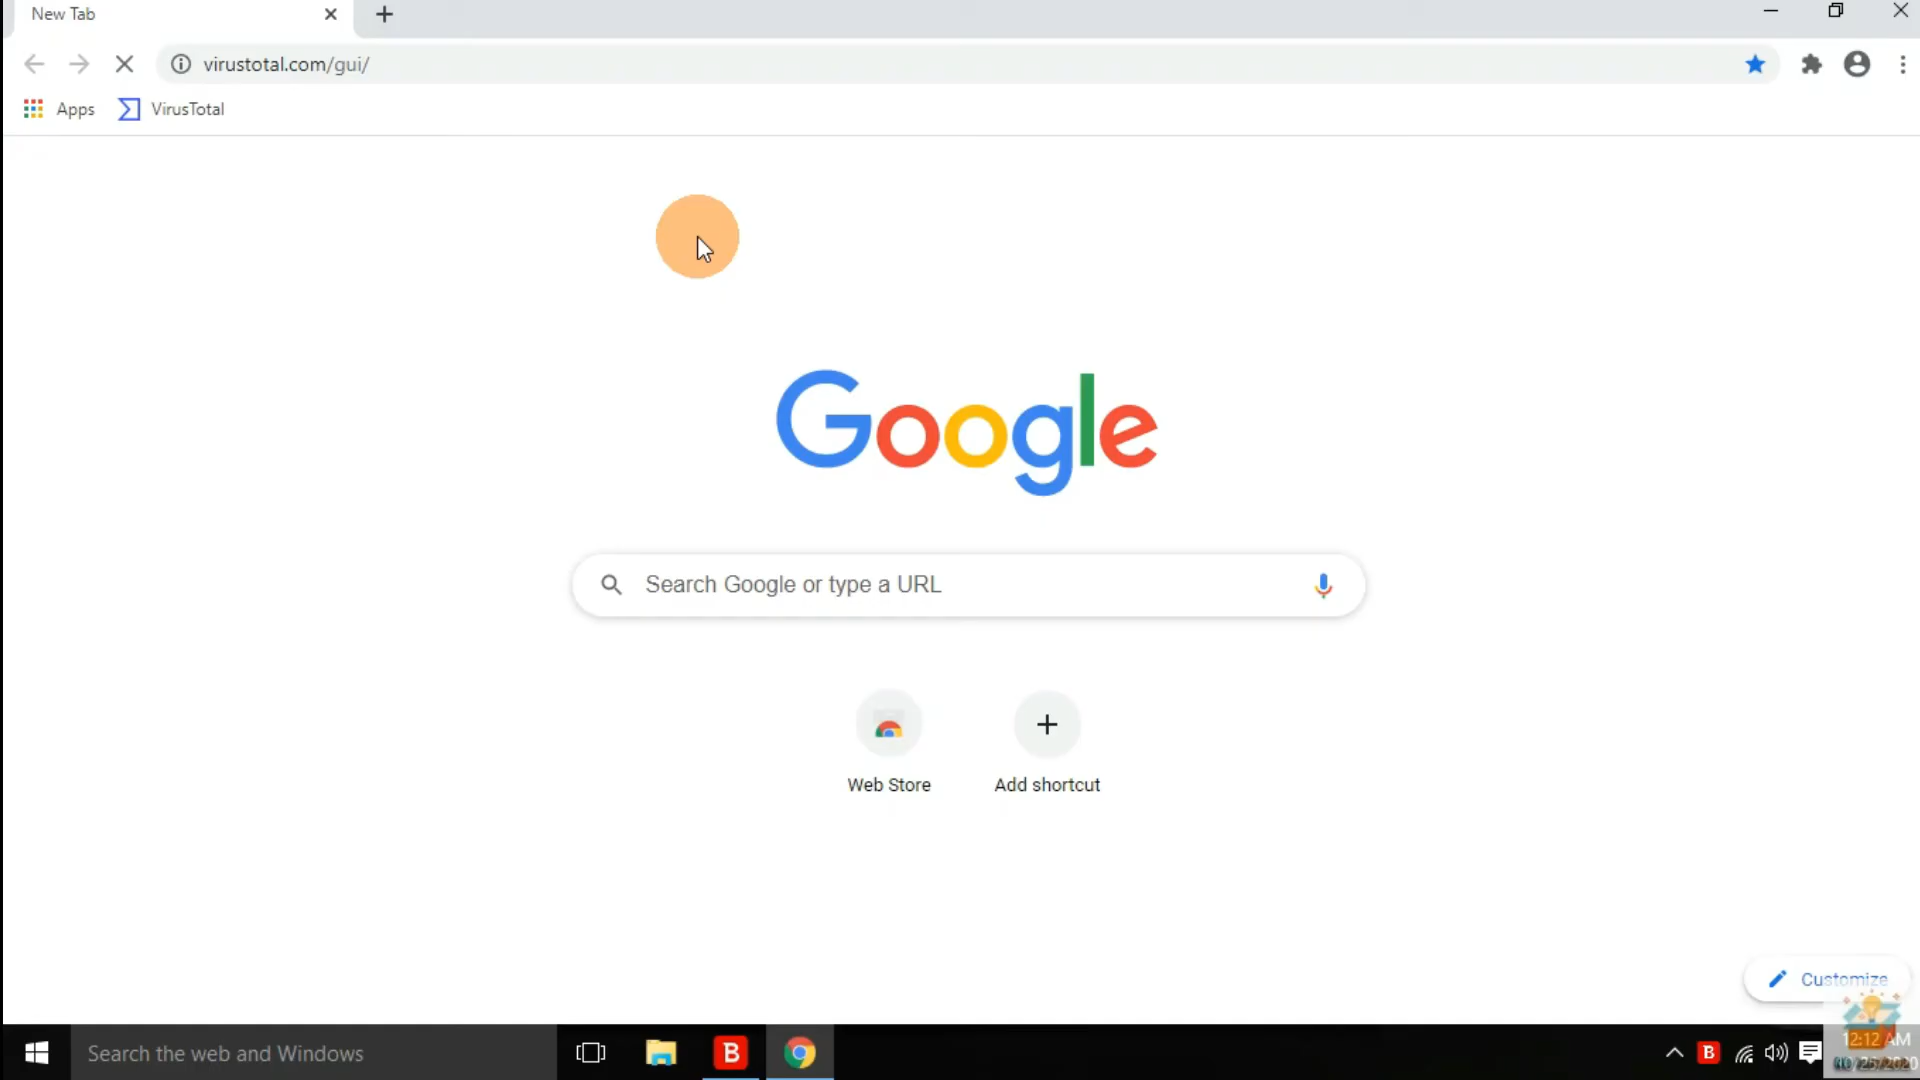 New Tab
virustotal.com/gui/
Apps
VirusTotal
Google
Search Google or type a URL
Web Store
Add shortcut
Customize
Search the web and Windows
B
B
12:12 AM